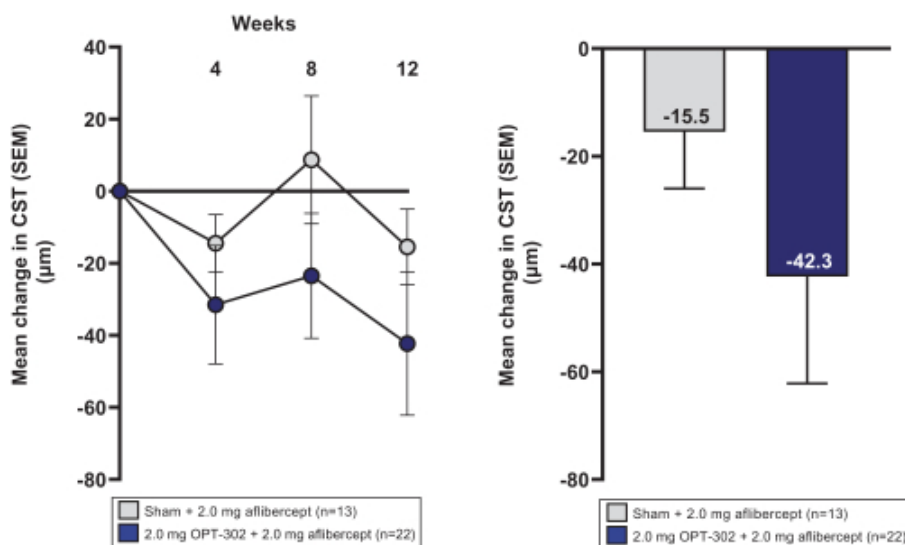 Weeks
4 8 12
40
20
0
-20
-40
-60
-80
Mean change in CST (SEM)
(µm)
Sham + 2.0 mg aflibercept (n=13)
2.0 mg OPT-302 + 2.0 mg aflibercept (n=22)
-0
-20
-40
-60
-80
Mean change in CST (SEM)
(µm)
-15.5
-42.3
Sham + 2.0 mg aflibercept (n=13)
2.0 mg OPT-302 + 2.0 mg aflibercept (n=22)